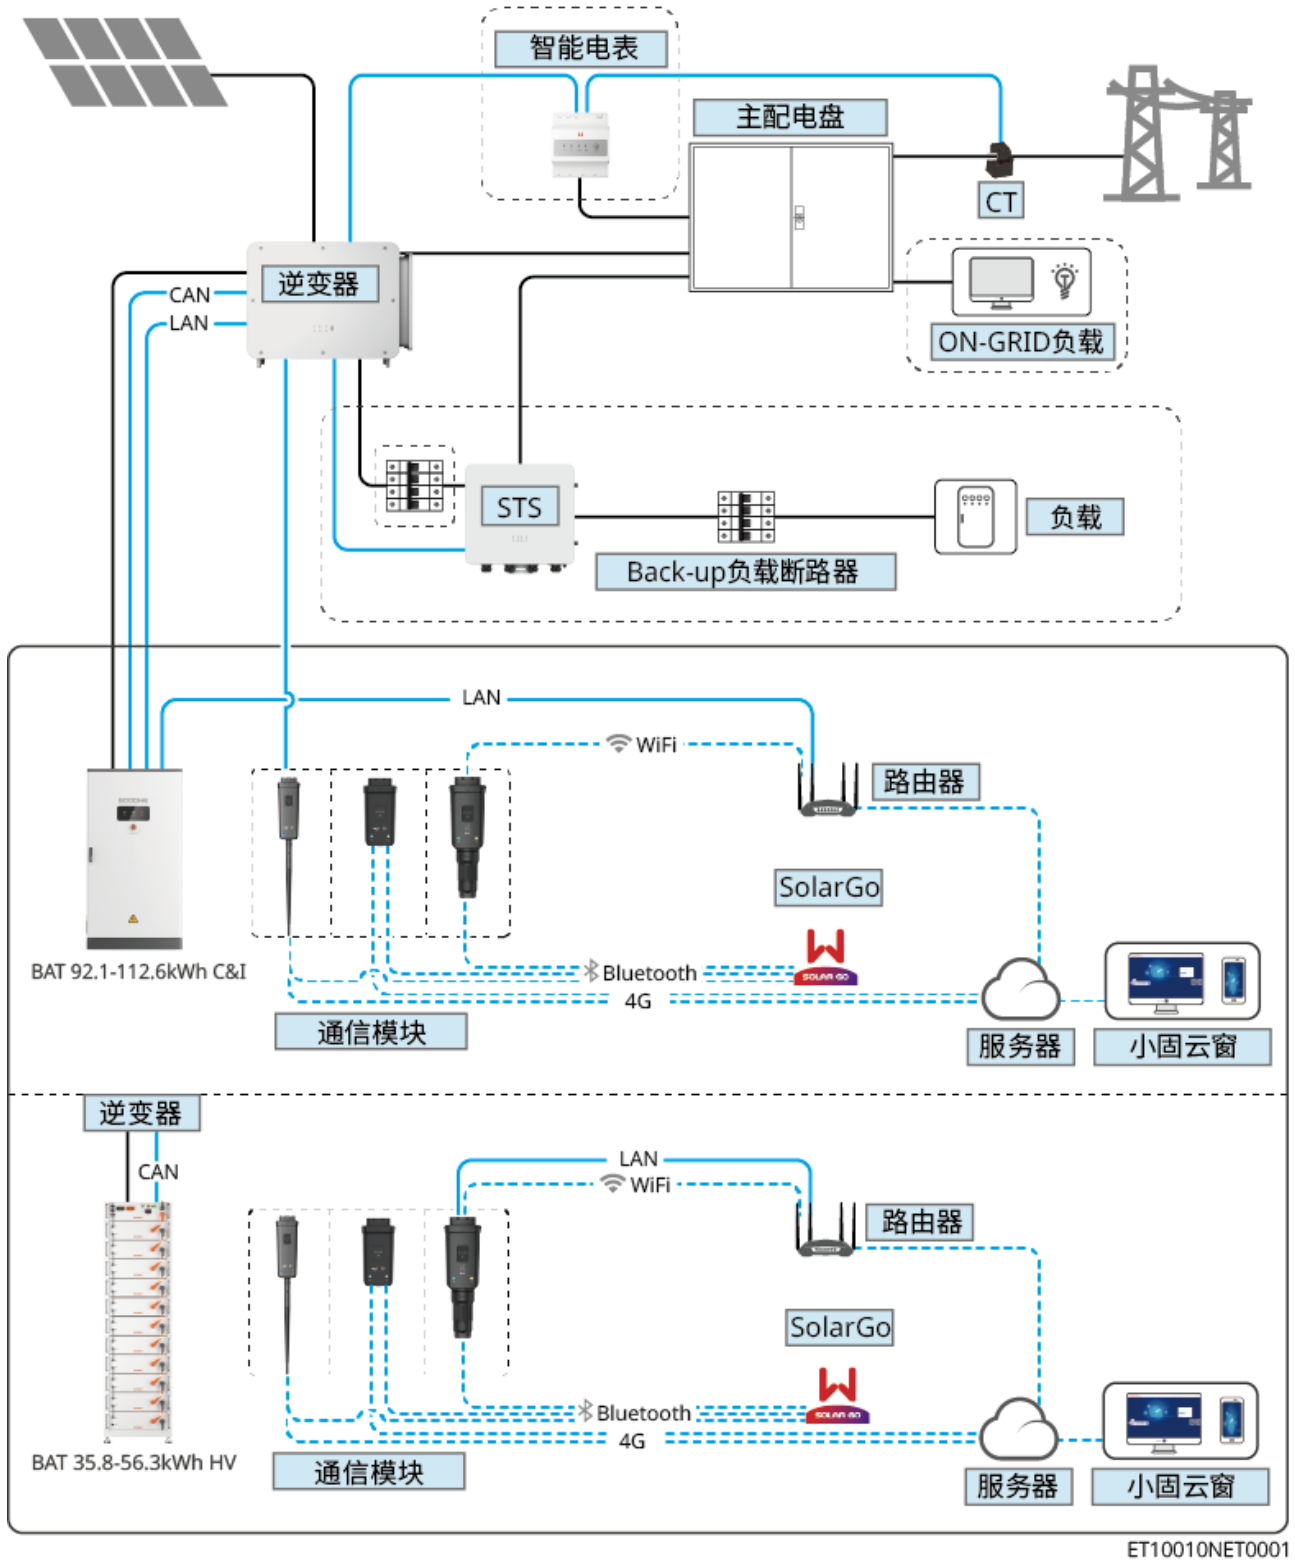 智能电表
主配电盘
CT
逆变器
CAN
LAN
ON-GRID负载
STS
负载
Back-up负载断路器
LAN
WiFi
路由器
SolarGo
SOLAR GO
BAT 92.1-112.6kWh C&I
Bluetooth
4G
通信模块
服务器
小固云窗
逆变器
CAN
LAN
WiFi
路由器
SolarGo
SOLAR GO
BAT 35.8-56.3kWh HV
Bluetooth
4G
通信模块
服务器
小固云窗
ET10010NET0001